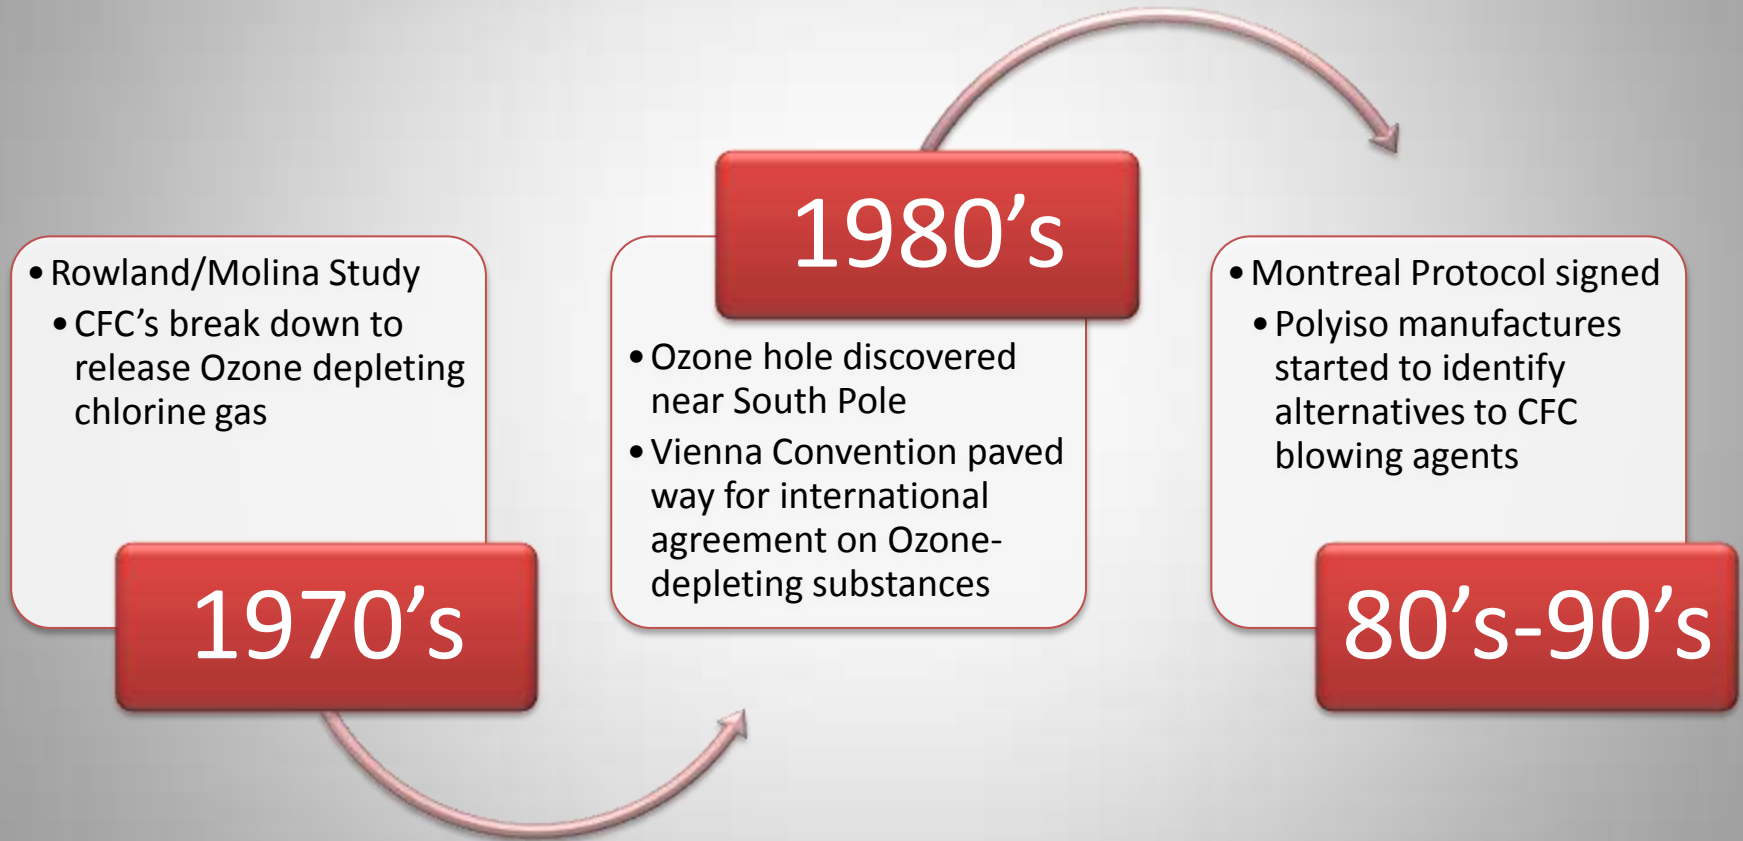 • Rowland/Molina Study
• CFC’s break down to
release Ozone depleting
chlorine gas
1970’s
1980’s
• Ozone hole discovered
near South Pole
• Vienna Convention paved
way for international
agreement on Ozone-
depleting substances
• Montreal Protocol signed
• Polyiso manufactures
started to identify
alternatives to CFC
blowing agents
80’s-90’s